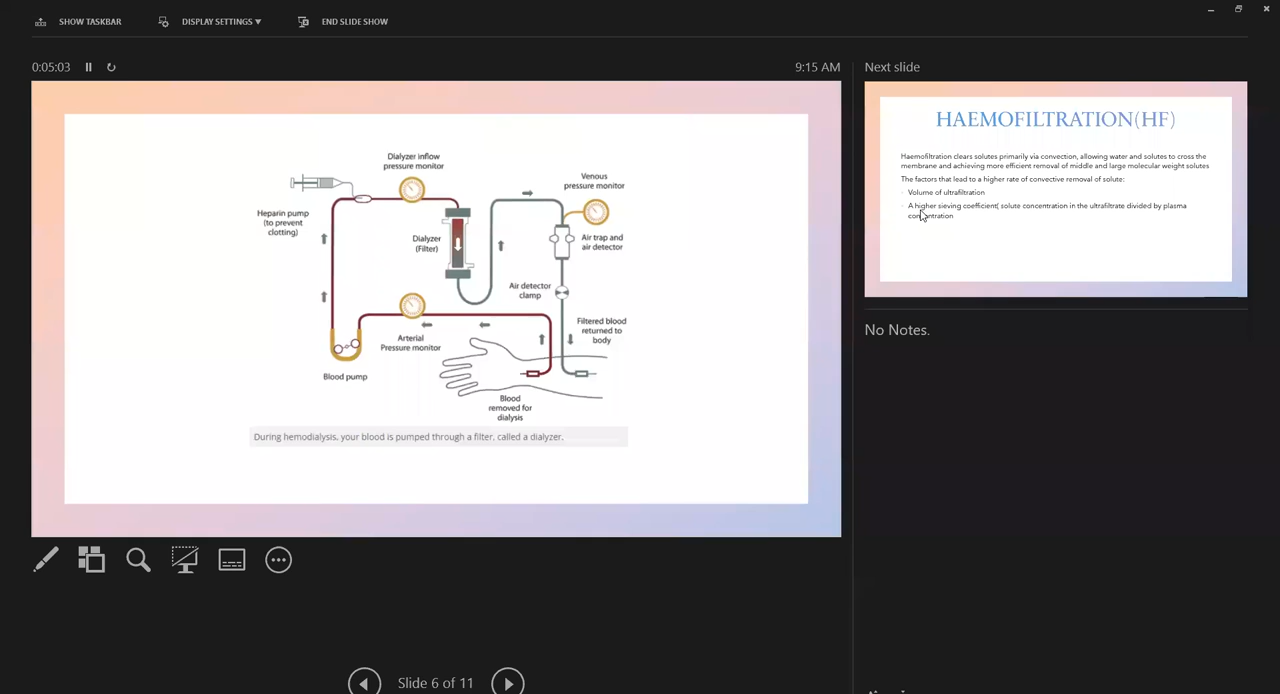 SHOW TASKBAR
DISPLAY SETTINGS ▼
END SLIDE SHOW
0:05:03
9:15 AM
Dialyzer inflow
pressure monitor
Venous
pressure monitor
Heparin pump
(to prevent
clotting)
Dialyzer
(Filter)
Air trap and
air detector
Air detector
clamp
Arterial
Pressure monitor
Filtered blood
returned to
body
Blood pump
Blood
removed for
dialysis
During hemodialysis, your blood is pumped through a filter, called a dialyzer.
Slide 6 of 11
Next slide
HAEMOFILTRATION(HF)
Haemofiltration clears solutes primarily via convection, allowing water and solutes to cross the
membrane and achieving more efficient removal of middle and large molecular weight solutes
The factors that lead to a higher rate of convective removal of solute:
Volume of ultrafiltration
A higher sieving coefficient( solute concentration in the ultrafiltrate divided by plasma
concentration
No Notes.